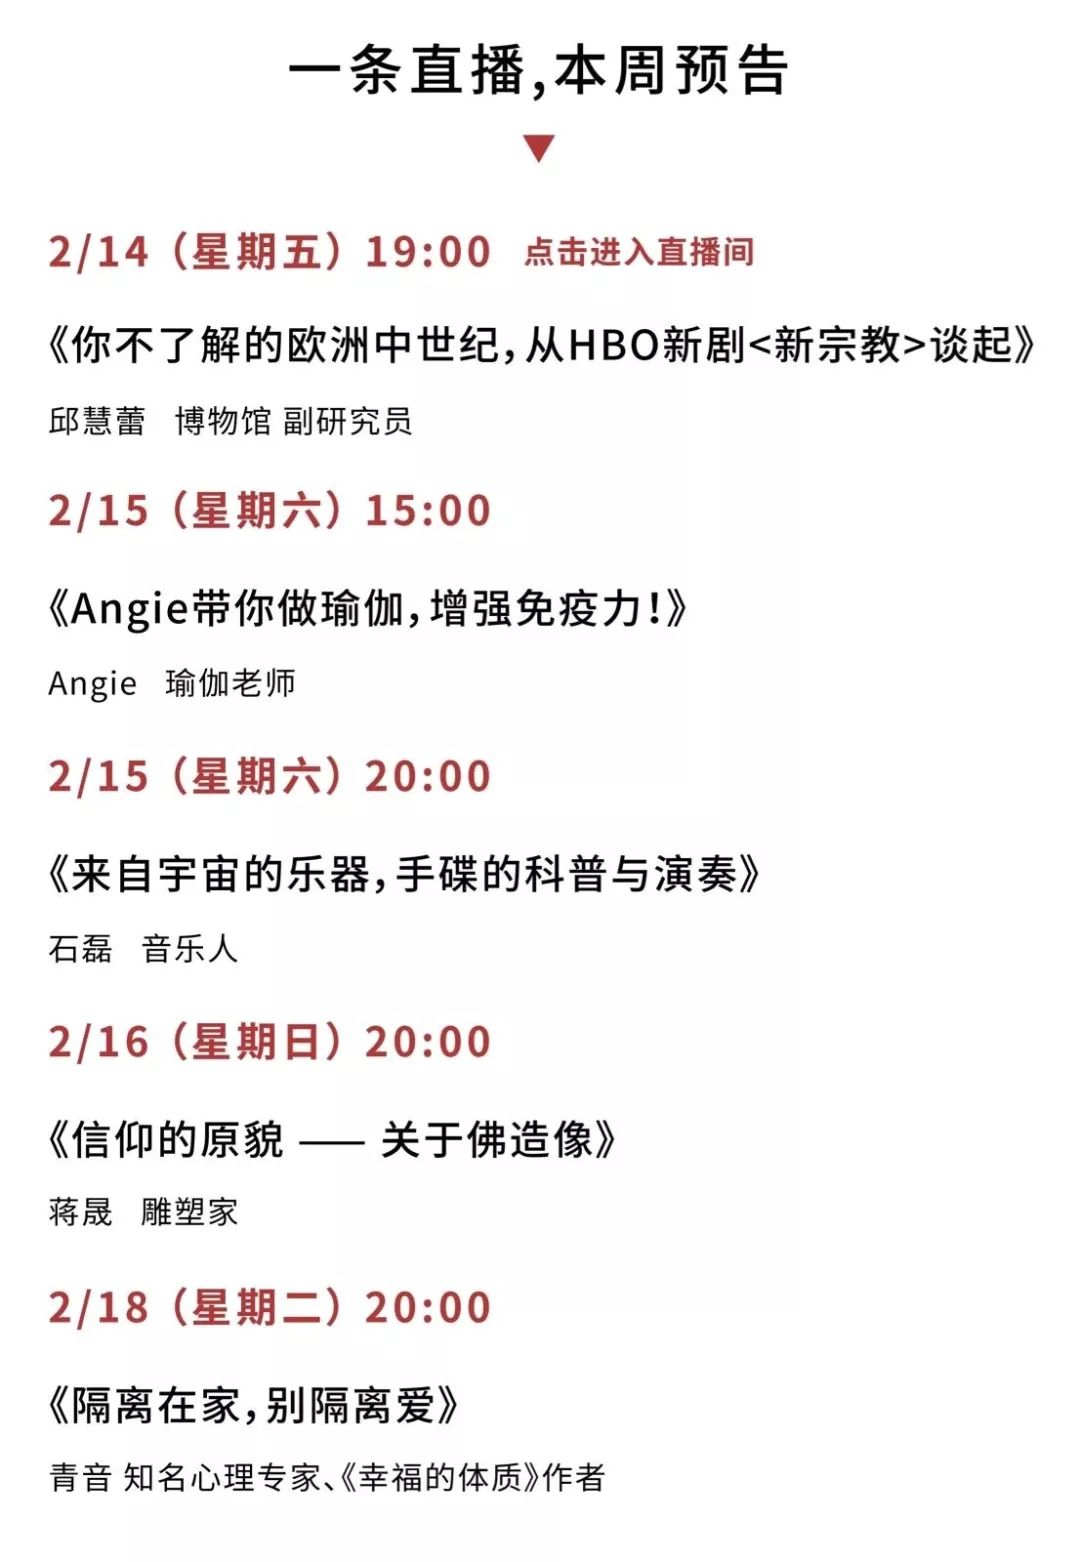 一条直播,本周预告
2/14（星期五）19:00 点击进入直播间
《你不了解的欧洲中世纪，从HBO新剧<新宗教>谈起》
邱慧蕾 博物馆 副研究员
2/15（星期六）15:00
《Angie带你做瑜伽，增强免疫力！》
Angie 瑜伽老师
2/15（星期六）20:00
《来自宇宙的乐器，手碟的科普与演奏》
石磊 音乐人
2/16（星期日）20:00
《信仰的原貌 —— 关于佛造像》
蒋晟 雕塑家
2/18（星期二）20:00
《隔离在家，别隔离爱》
青音 知名心理专家、《幸福的体质》作者